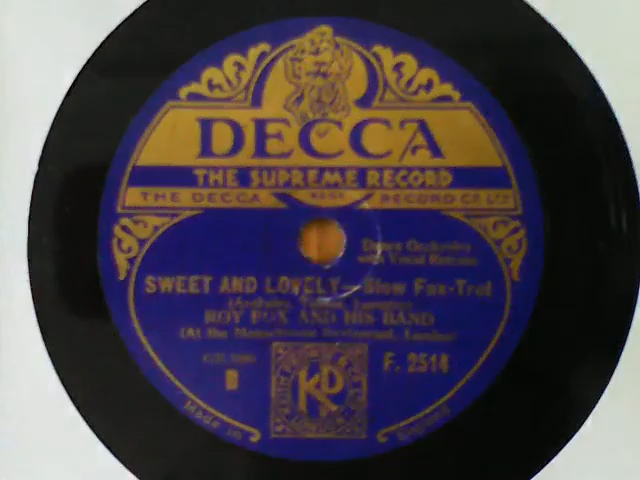 DECCA
THE SUPREME RECORD
THE DECCA RECORD CO LTD
Dance Orchestra
with Vocal Refrain
SWEET AND LOVELY—Slow Fox-Trot
ROY FOX AND HIS BAND
(At the Monseigneur Restaurant, London)
F. 2514
B
KD
Made in England